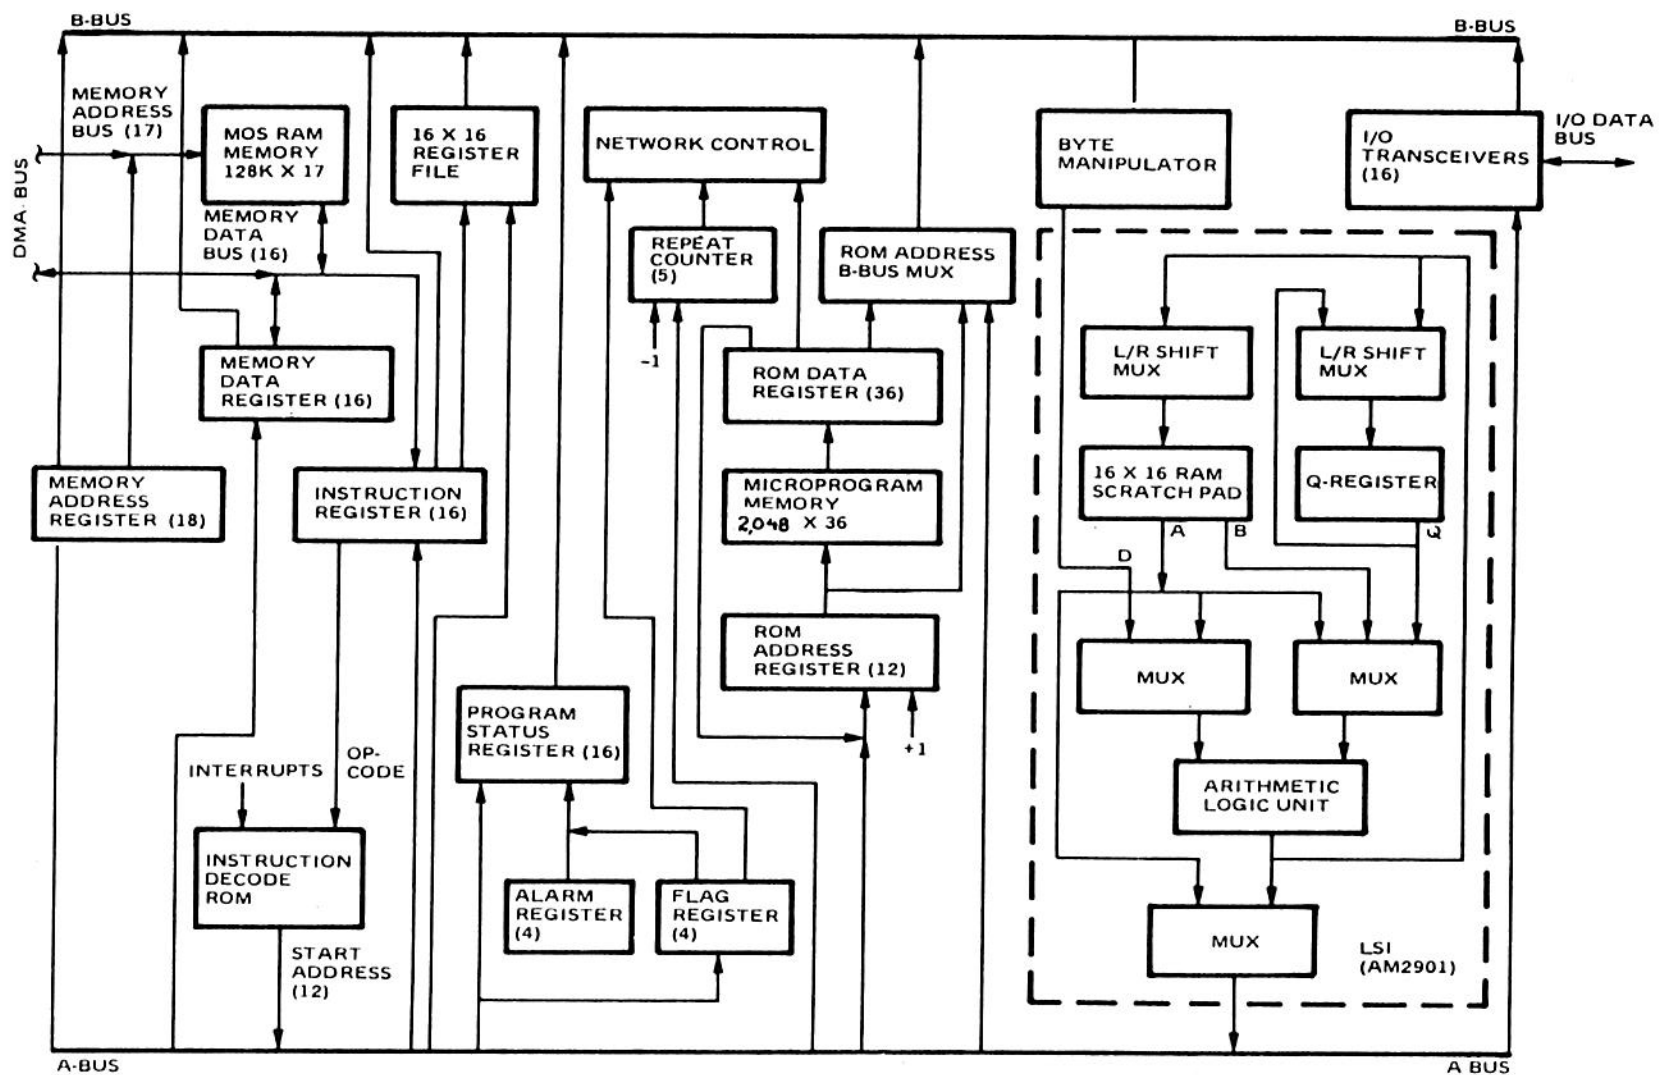 B-BUS
B-BUS
MEMORY
ADDRESS
BUS (17)
MOS RAM
MEMORY
128K X 17
16 X 16
REGISTER
FILE
NETWORK CONTROL
BYTE
MANIPULATOR
I/O
TRANSCEIVERS
(16)
I/O DATA
BUS
DMA BUS
MEMORY
DATA
BUS (16)
REPEAT
COUNTER
(5)
ROM ADDRESS
B-BUS MUX
-1
MEMORY
DATA
REGISTER (16)
ROM DATA
REGISTER (36)
L/R SHIFT
MUX
L/R SHIFT
MUX
MEMORY
ADDRESS
REGISTER (18)
INSTRUCTION
REGISTER (16)
MICROPROGRAM
MEMORY
2,048 X 36
16 X 16 RAM
SCRATCH PAD
Q-REGISTER
A
B
D
ROM
ADDRESS
REGISTER (12)
+1
MUX
MUX
PROGRAM
STATUS
REGISTER (16)
INTERRUPTS
OP-
CODE
ARITHMETIC
LOGIC UNIT
INSTRUCTION
DECODE
ROM
ALARM
REGISTER
(4)
FLAG
REGISTER
(4)
MUX
LSI
(AM2901)
START
ADDRESS
(12)
A-BUS
A BUS